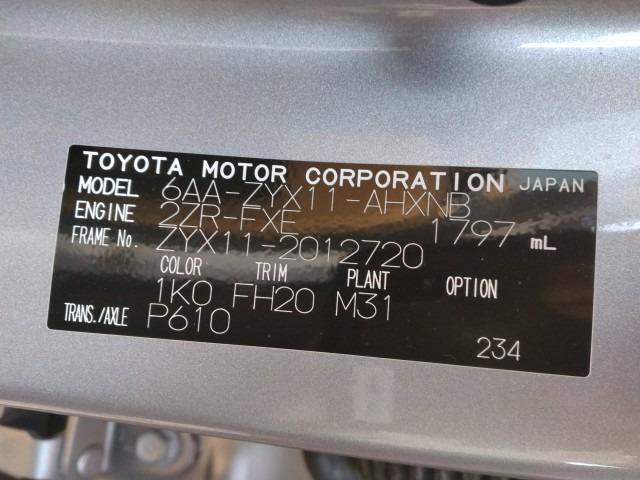 TOYOTA MOTOR CORPORATION JAPAN
MODEL 6AA-ZYX11-AHXNB
ENGINE 2ZR-FXE 1797 mL
FRAME No. ZYX11-2012720
COLOR TRIM PLANT OPTION
1K0 FH20 M31
TRANS./AXLE P610
234